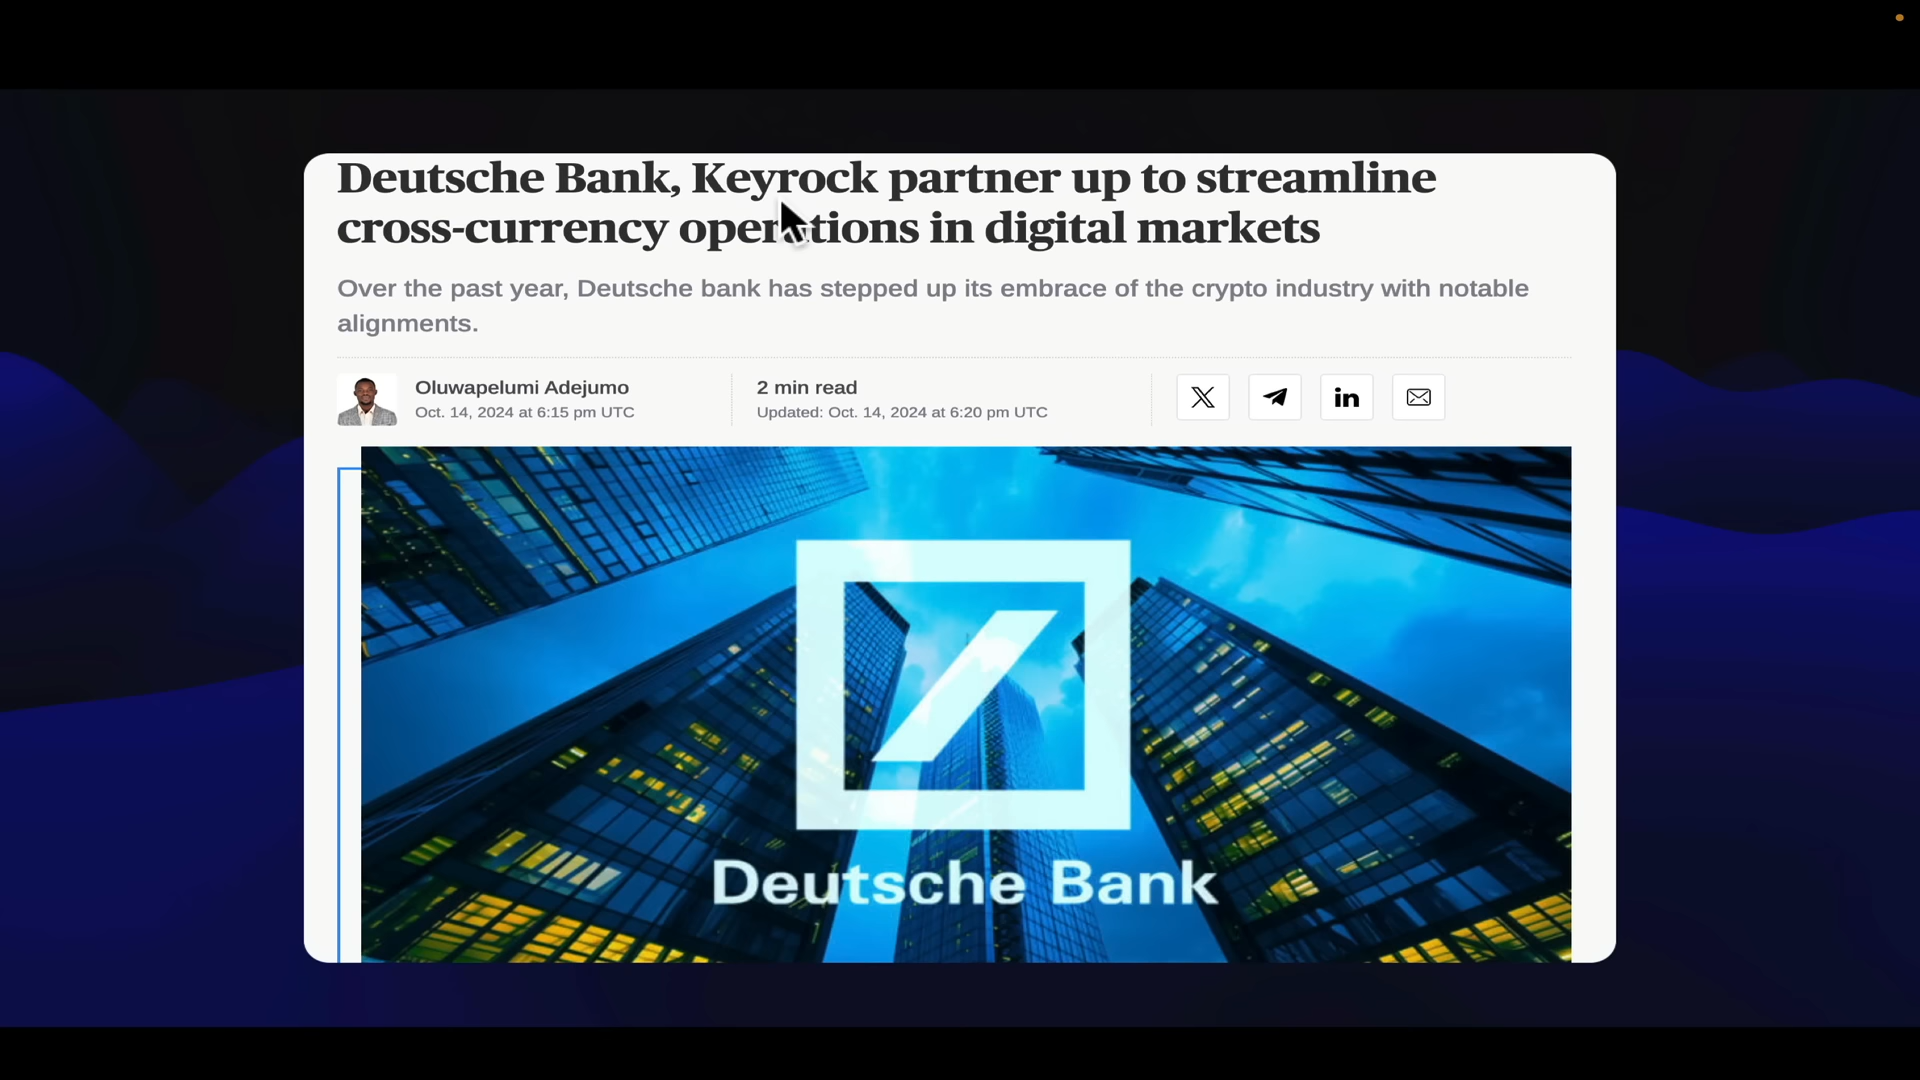 Deutsche Bank, Keyrock partner up to streamline
cross-currency operations in digital markets
Over the past year, Deutsche bank has stepped up its embrace of the crypto industry with notable
alignments.
Oluwapelumi Adejumo
Oct. 14, 2024 at 6:15 pm UTC
2 min read
Updated: Oct. 14, 2024 at 6:20 pm UTC
Deutsche Bank